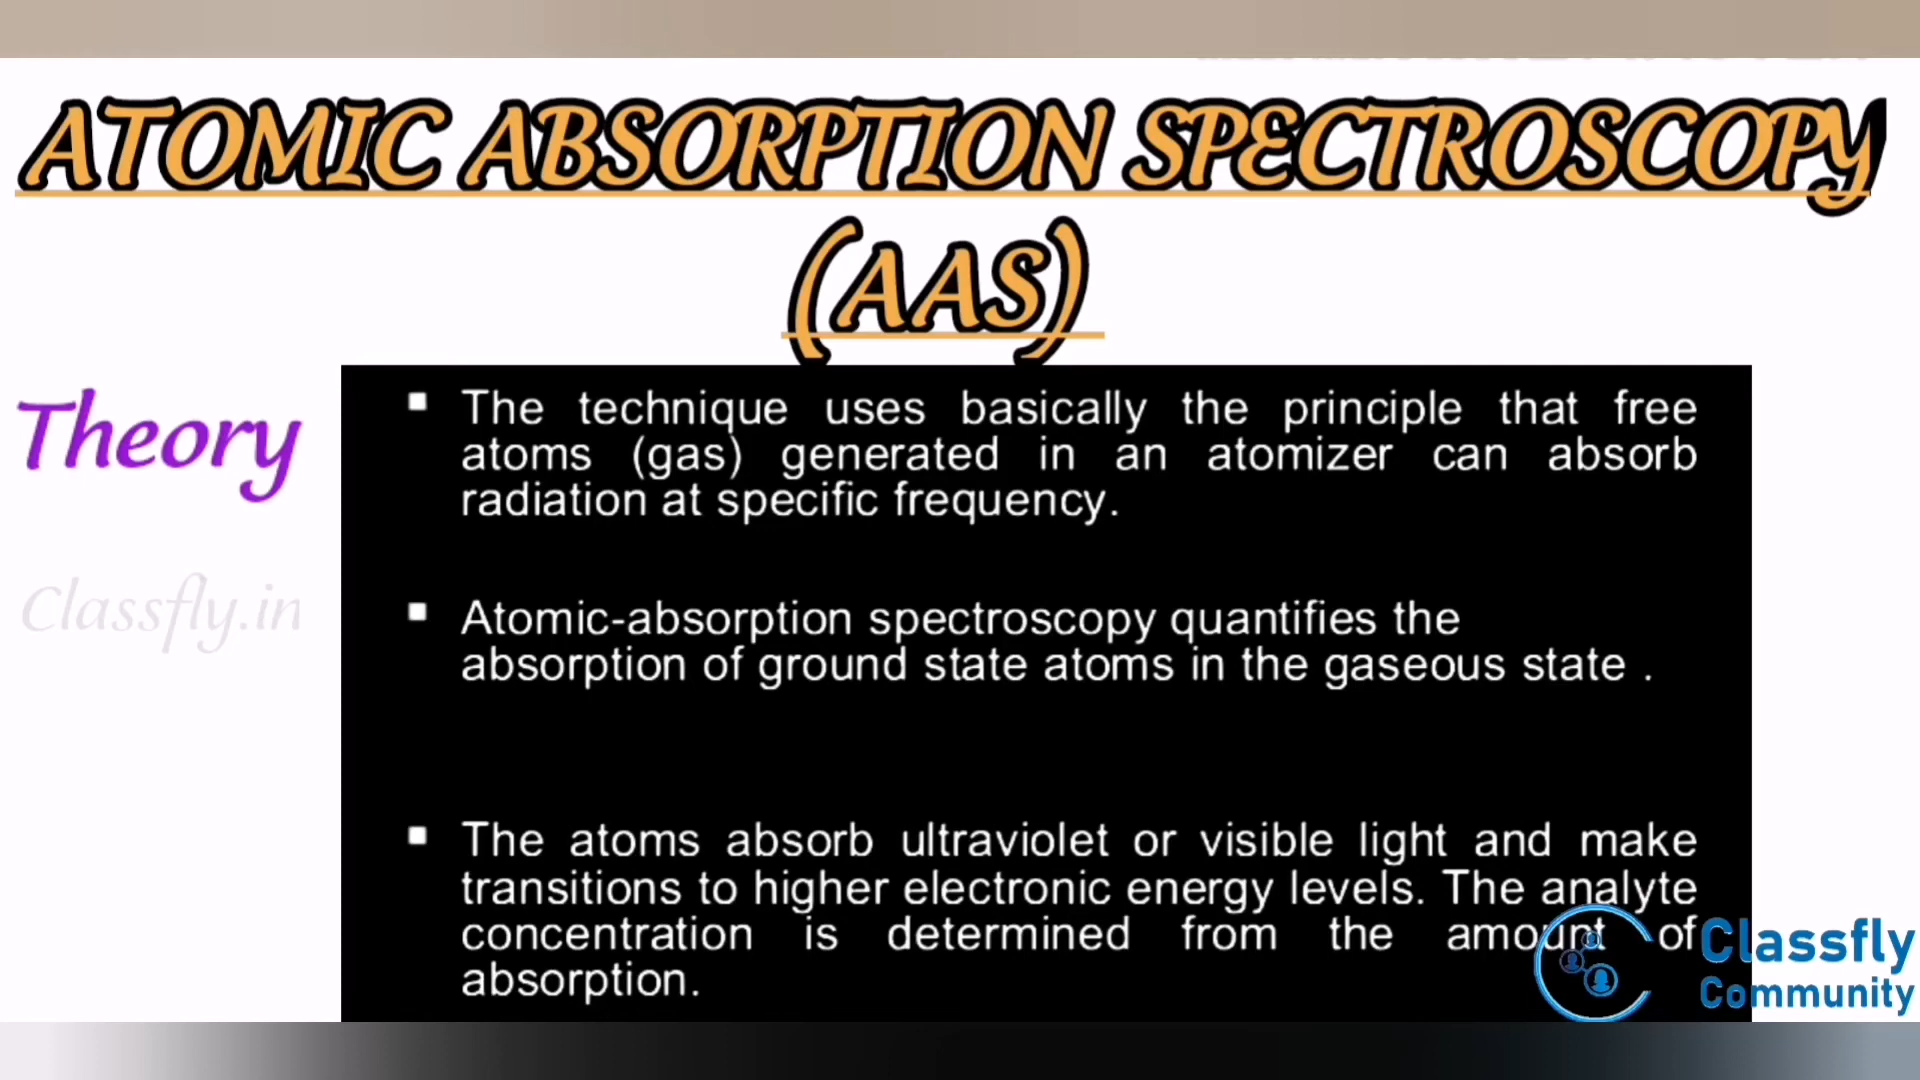 ATOMIC ABSORPTION SPECTROSCOPY
(AAS)
Theory
Classfly.in
▪ The technique uses basically the principle that free
atoms (gas) generated in an atomizer can absorb
radiation at specific frequency.
▪ Atomic-absorption spectroscopy quantifies the
absorption of ground state atoms in the gaseous state .
▪ The atoms absorb ultraviolet or visible light and make
transitions to higher electronic energy levels. The analyte
concentration is determined from the amount of
absorption.
Classfly
Community